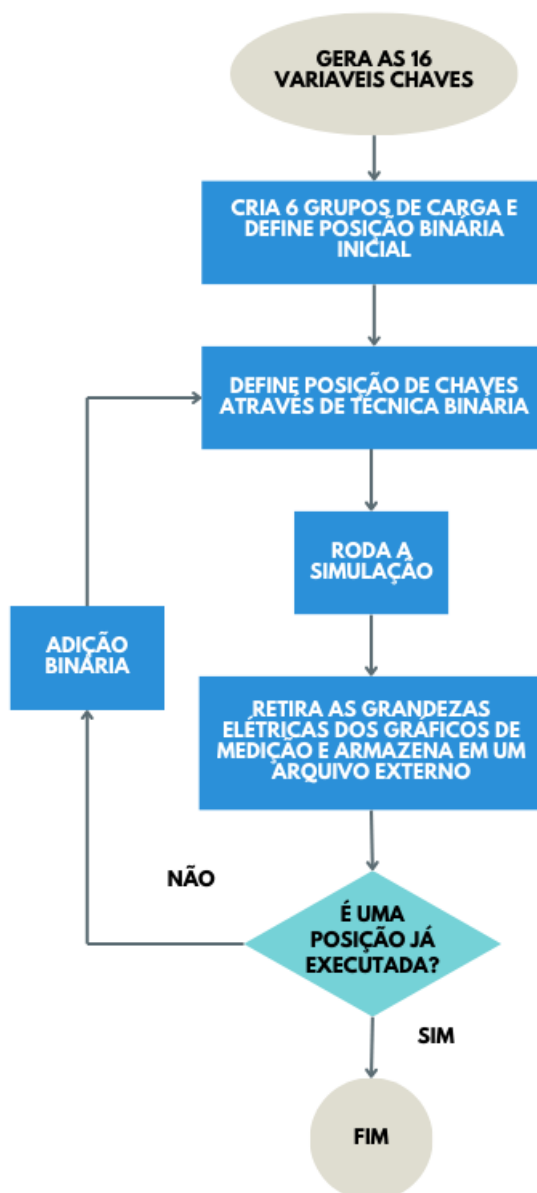 GERA AS 16
VARIAVEIS CHAVES
CRIA 6 GRUPOS DE CARGA E
DEFINE POSIÇÃO BINÁRIA
INICIAL
DEFINE POSIÇÃO DE CHAVES
ATRAVÉS DE TÉCNICA BINÁRIA
RODA A
SIMULAÇÃO
ADIÇÃO
BINÁRIA
RETIRA AS GRANDEZAS
ELÉTRICAS DOS GRÁFICOS DE
MEDIÇÃO E ARMAZENA EM UM
ARQUIVO EXTERNO
NÃO
É UMA
POSIÇÃO JÁ
EXECUTADA?
SIM
FIM